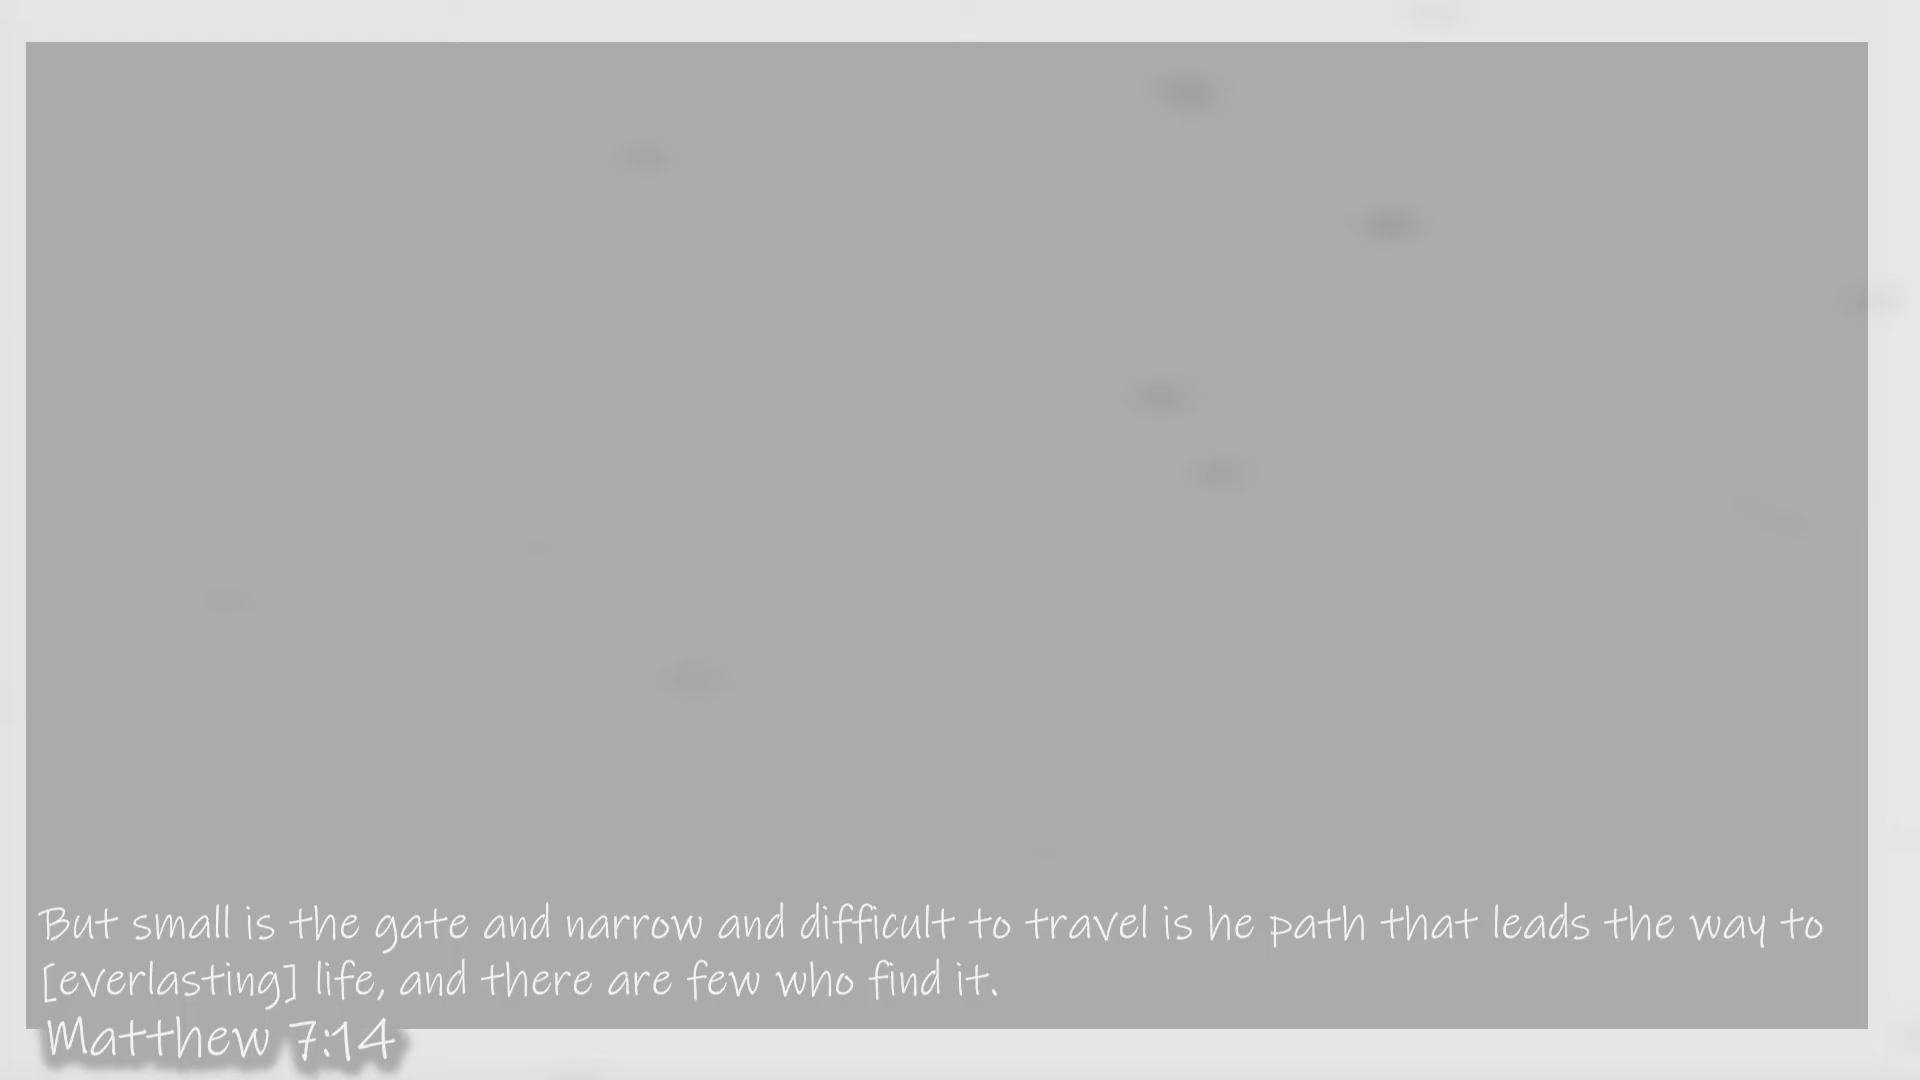 But small is the gate and narrow and difficult to travel is he path that leads the way to
[everlasting] life, and there are few who find it.
Matthew 7:14